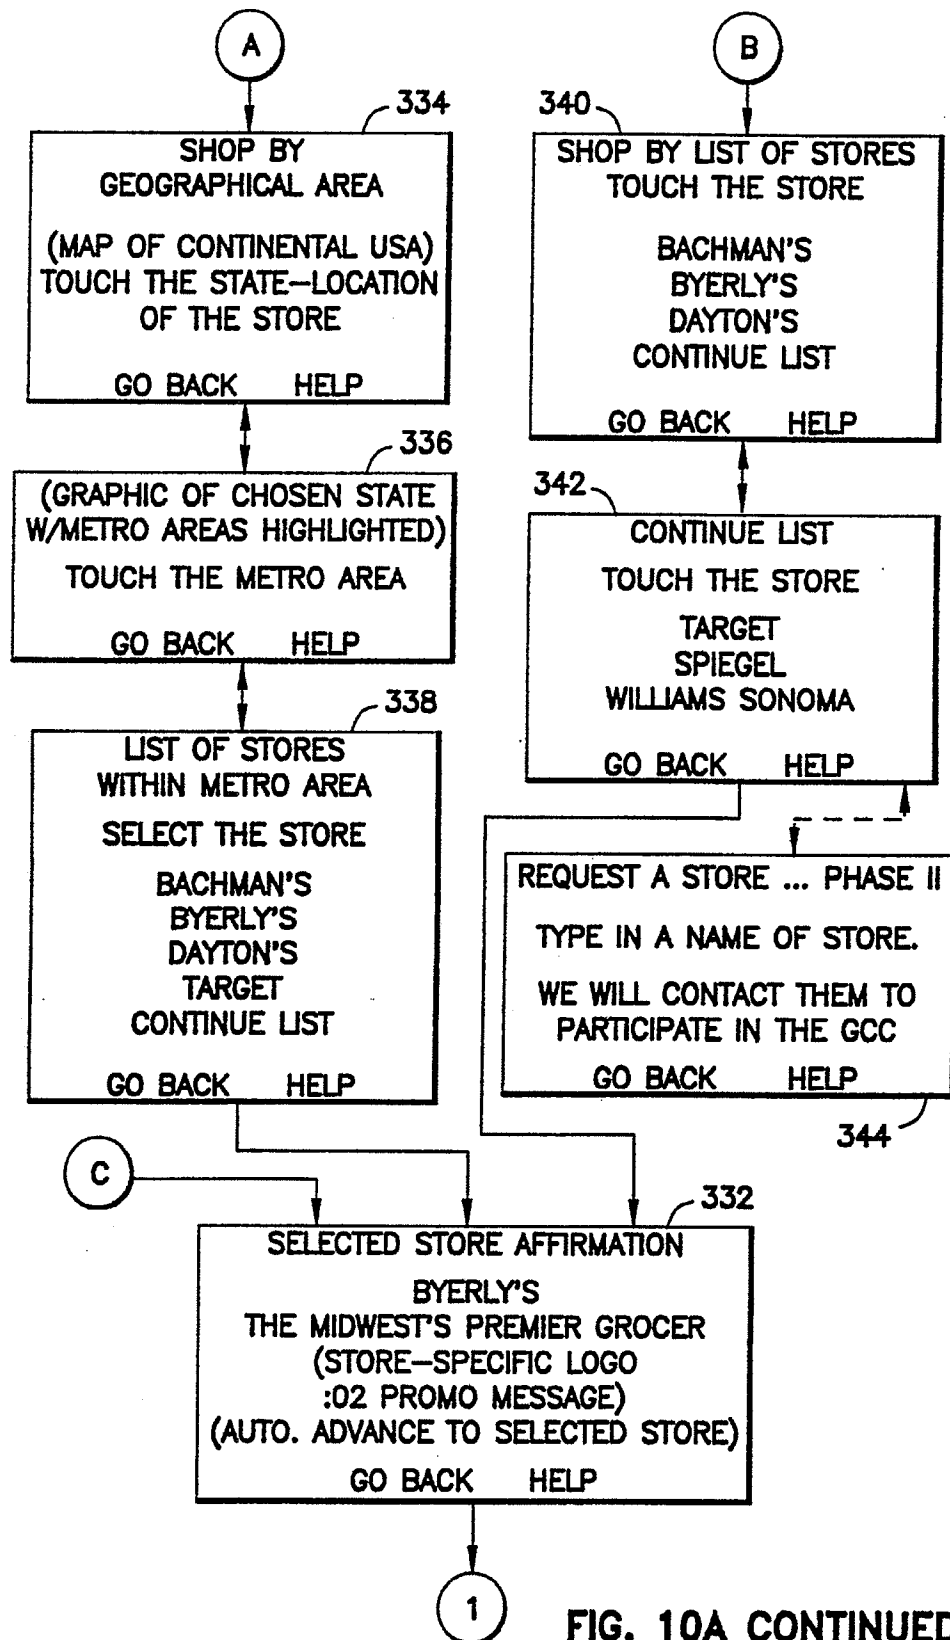 A
334
SHOP BY
GEOGRAPHICAL AREA
(MAP OF CONTINENTAL USA)
TOUCH THE STATE—LOCATION
OF THE STORE
GO BACK HELP
336
(GRAPHIC OF CHOSEN STATE
W/METRO AREAS HIGHLIGHTED)
TOUCH THE METRO AREA
GO BACK HELP
338
LIST OF STORES
WITHIN METRO AREA
SELECT THE STORE
BACHMAN'S
BYERLY'S
DAYTON'S
TARGET
CONTINUE LIST
GO BACK HELP
B
340
SHOP BY LIST OF STORES
TOUCH THE STORE
BACHMAN'S
BYERLY'S
DAYTON'S
CONTINUE LIST
GO BACK HELP
342
CONTINUE LIST
TOUCH THE STORE
TARGET
SPIEGEL
WILLIAMS SONOMA
GO BACK HELP
REQUEST A STORE ... PHASE II
TYPE IN A NAME OF STORE.
WE WILL CONTACT THEM TO
PARTICIPATE IN THE GCC
GO BACK HELP
344
C
332
SELECTED STORE AFFIRMATION
BYERLY'S
THE MIDWEST'S PREMIER GROCER
(STORE—SPECIFIC LOGO
:02 PROMO MESSAGE)
(AUTO. ADVANCE TO SELECTED STORE)
GO BACK HELP
1
FIG. 10A CONTINUED